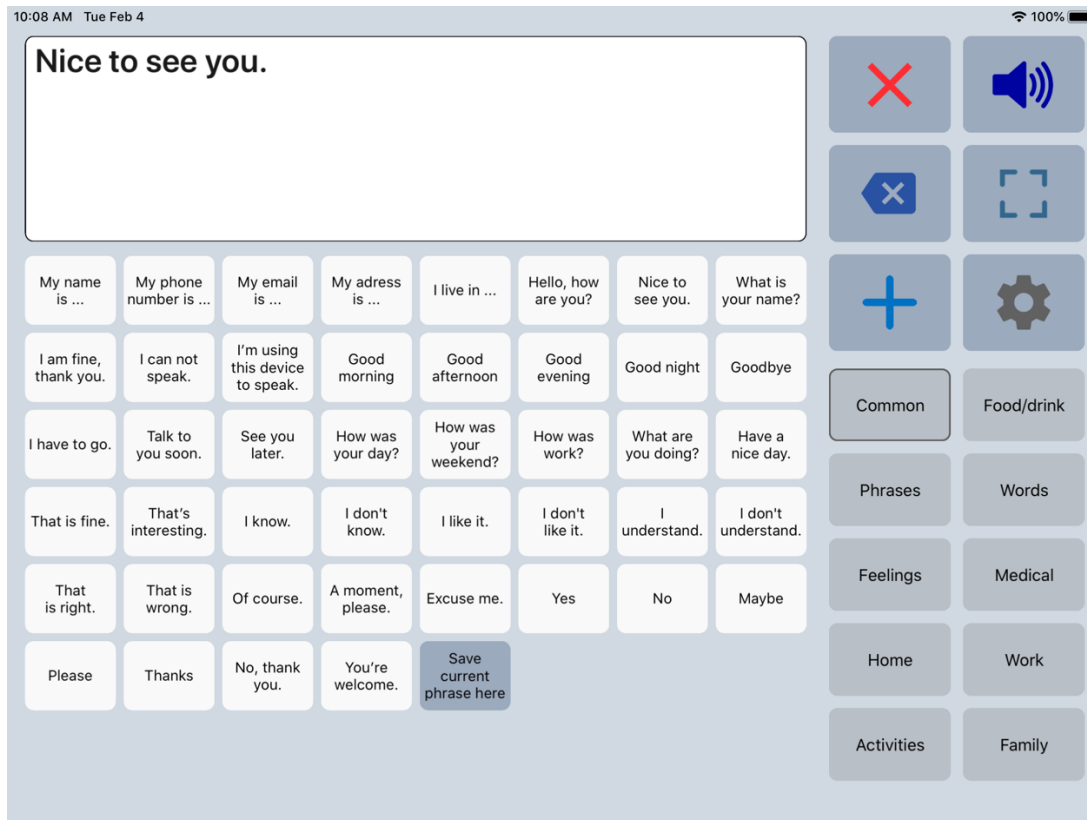 10:08 AM Tue Feb 4
100%
Nice to see you.
My name
is ...
My phone
number is ...
My email
is ...
My adress
is ...
I live in ...
Hello, how
are you?
Nice to
see you.
What is
your name?
I am fine,
thank you.
I can not
speak.
I’m using
this device
to speak.
Good
morning
Good
afternoon
Good
evening
Good night
Goodbye
I have to go.
Talk to
you soon.
See you
later.
How was
your day?
How was
your
weekend?
How was
work?
What are
you doing?
Have a
nice day.
That is fine.
That’s
interesting.
I know.
I don't
know.
I like it.
I don't
like it.
I
understand.
I don't
understand.
That
is right.
That is
wrong.
Of course.
A moment,
please.
Excuse me.
Yes
No
Maybe
Please
Thanks
No, thank
you.
You’re
welcome.
Save
current
phrase here
Common
Food/drink
Phrases
Words
Feelings
Medical
Home
Work
Activities
Family